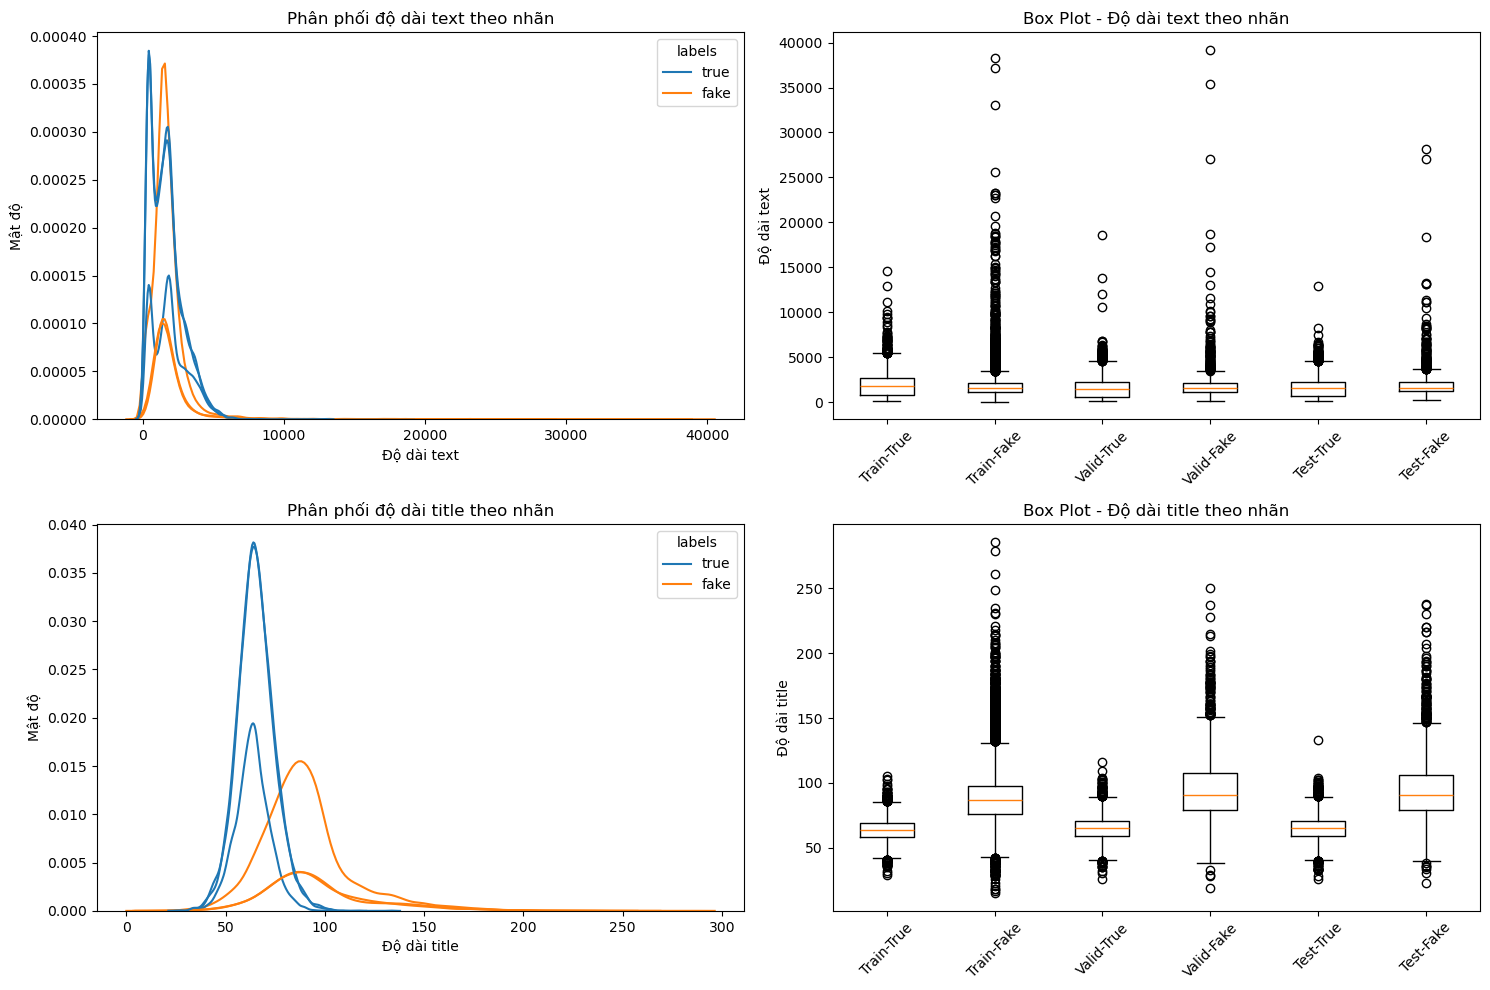 Phân phối độ dài text theo nhãn
0.00040
0.00035
0.00030
0.00025
0.00020
0.00015
0.00010
0.00005
0.00000
Mật độ
labels
true
fake
0
10000
20000
30000
40000
Độ dài text
Box Plot - Độ dài text theo nhãn
40000
35000
30000
25000
20000
15000
10000
5000
0
Độ dài text
Train-True
Train-Fake
Valid-True
Valid-Fake
Test-True
Test-Fake
Phân phối độ dài title theo nhãn
0.040
0.035
0.030
0.025
0.020
0.015
0.010
0.005
0.000
Mật độ
labels
true
fake
0
50
100
150
200
250
300
Độ dài title
Box Plot - Độ dài title theo nhãn
250
200
150
100
50
Độ dài title
Train-True
Train-Fake
Valid-True
Valid-Fake
Test-True
Test-Fake